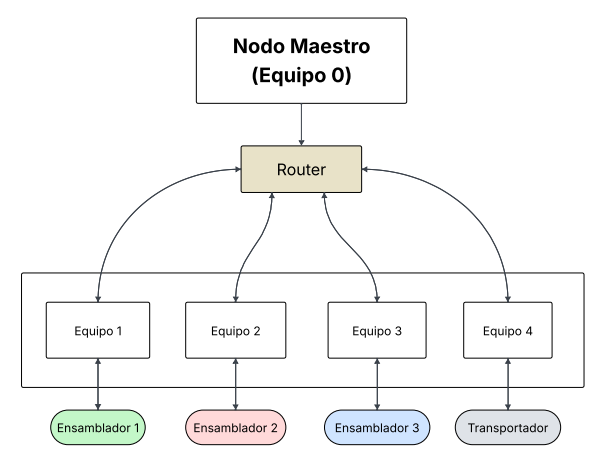 Nodo Maestro
(Equipo 0)
Router
Equipo 1
Equipo 2
Equipo 3
Equipo 4
Ensamblador 1
Ensamblador 2
Ensamblador 3
Transportador